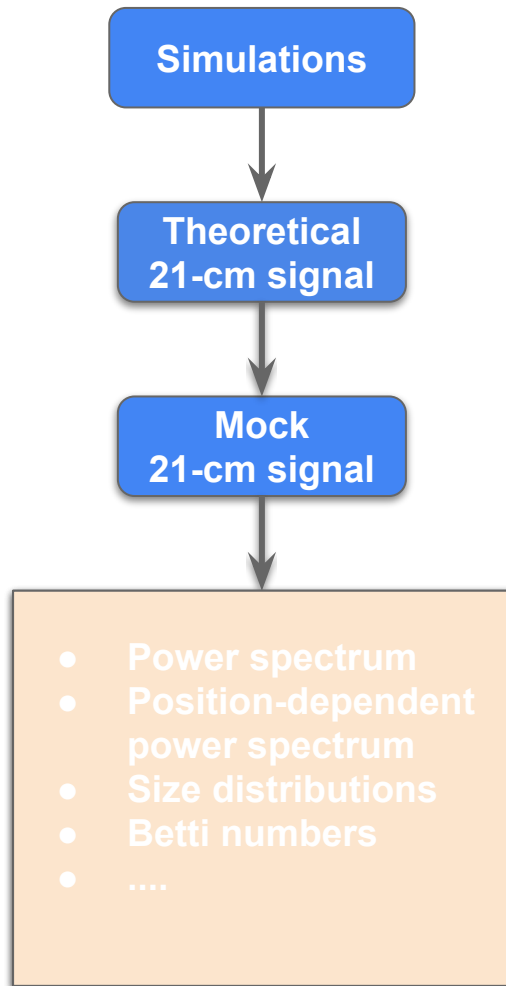 Simulations
Theoretical
21-cm signal
Mock
21-cm signal
● Power spectrum
● Position-dependent
power spectrum
● Size distributions
● Betti numbers
● ....